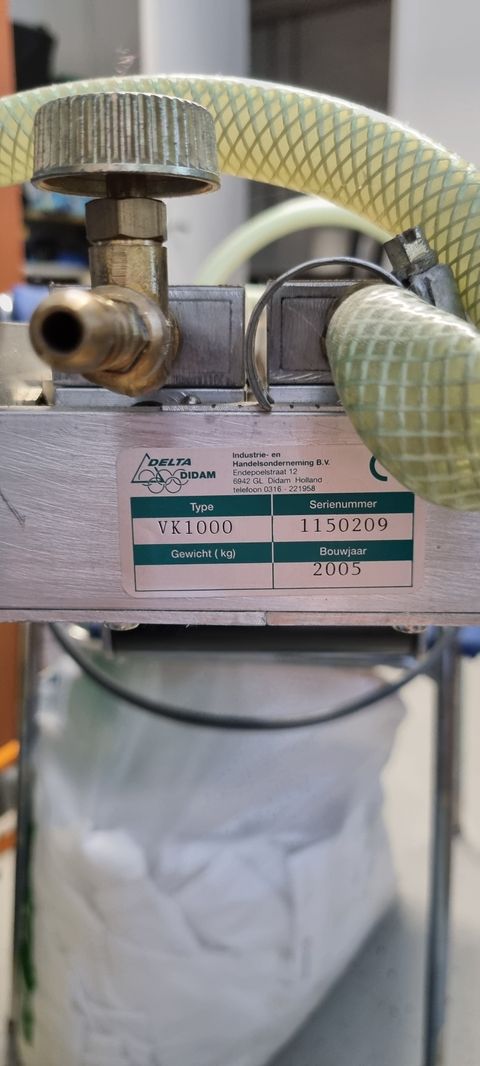 DELTA
DIDAM
Industrie- en
Handelsonderneming B.V.
Endepoelstraat 12
6942 GL Didam Holland
telefoon 0316 - 221958
Type
Serienummer
VK1000
1150209
Gewicht ( kg)
Bouwjaar
2005